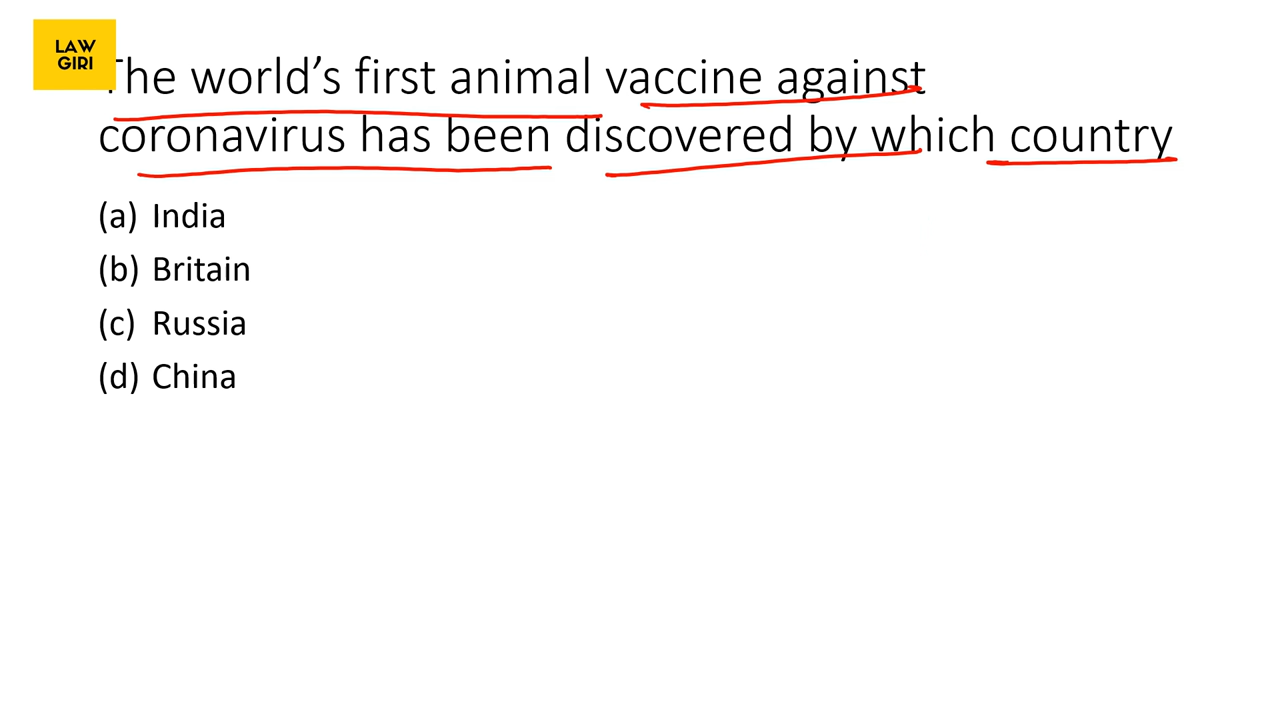 LAW
GIRI
The world's first animal vaccine against
coronavirus has been discovered by which country
(a) India
(b) Britain
(c) Russia
(d) China